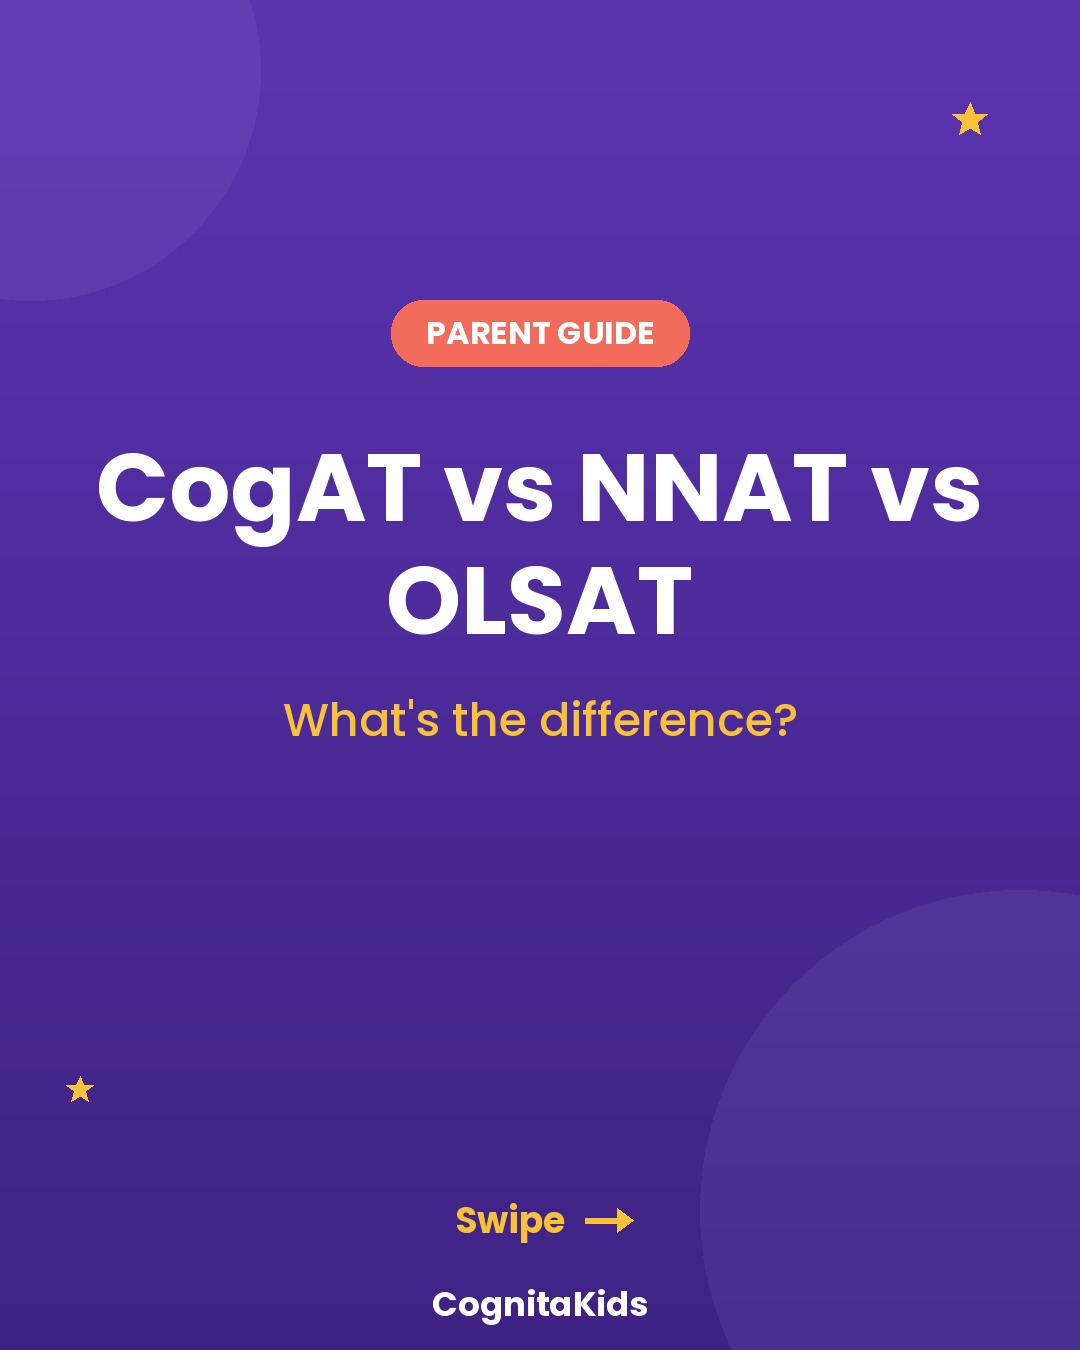 PARENT GUIDE
CogAT vs NNAT vs
OLSAT
What's the difference?
Swipe
CognitaKids